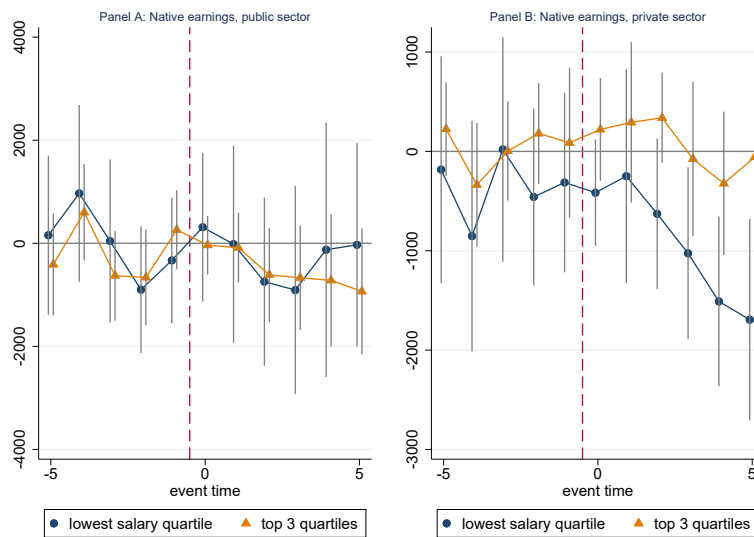 Panel A: Native earnings, public sector
4000
2000
0
-2000
-4000
-5
0
5
event time
lowest salary quartile
top 3 quartiles
Panel B: Native earnings, private sector
1000
0
-1000
-2000
-3000
-5
0
5
event time
lowest salary quartile
top 3 quartiles